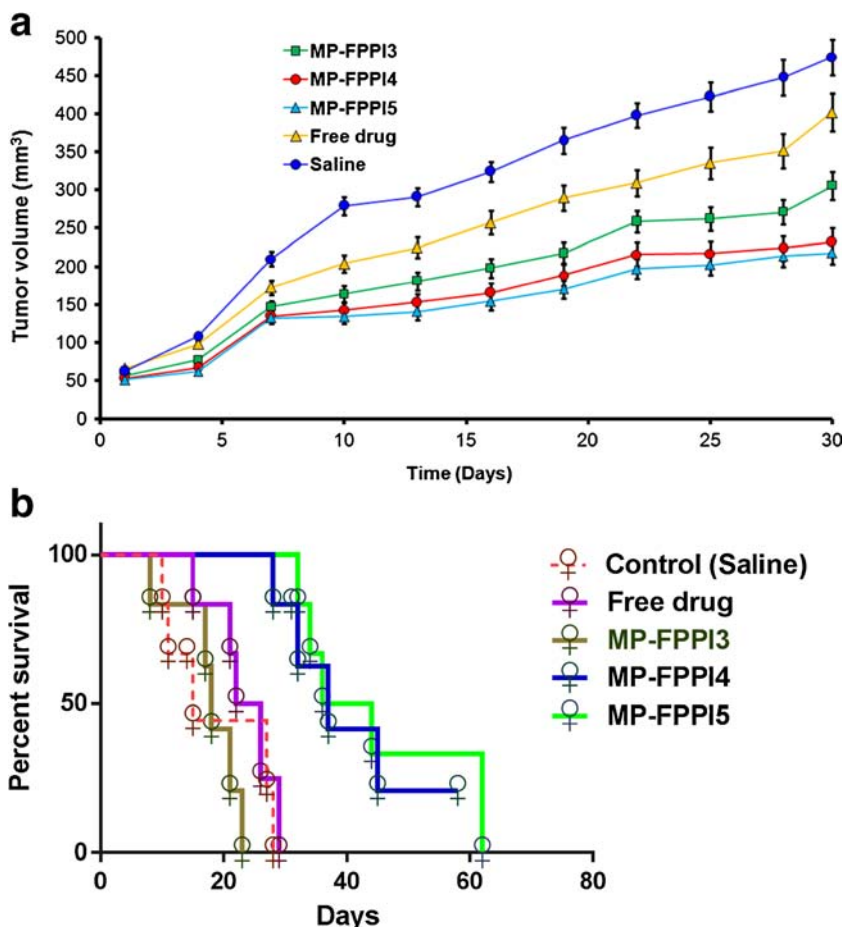 a
500
450
400
350
300
250
200
150
100
50
0
Tumor volume (mm³)
MP-FPPI3
MP-FPPI4
MP-FPPI5
Free drug
Saline
0 5 10 15 20 25 30
Time (Days)
b
100
50
0
Percent survival
Control (Saline)
Free drug
MP-FPPI3
MP-FPPI4
MP-FPPI5
0 20 40 60 80
Days